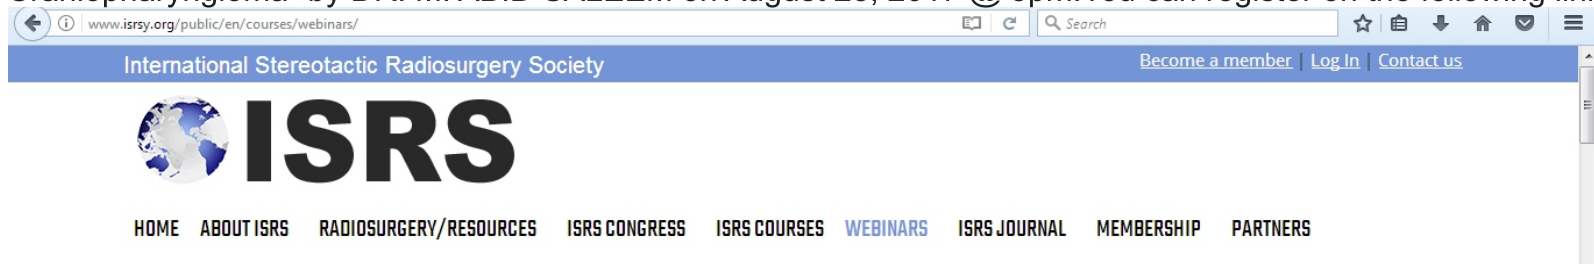 www.isrsy.org/public/en/courses/webinars/ Search
International Stereotactic Radiosurgery Society Become a member | Log In | Contact us
ISRS
HOME ABOUT ISRS RADIOSURGERY/RESOURCES ISRS CONGRESS ISRS COURSES WEBINARS ISRS JOURNAL MEMBERSHIP PARTNERS